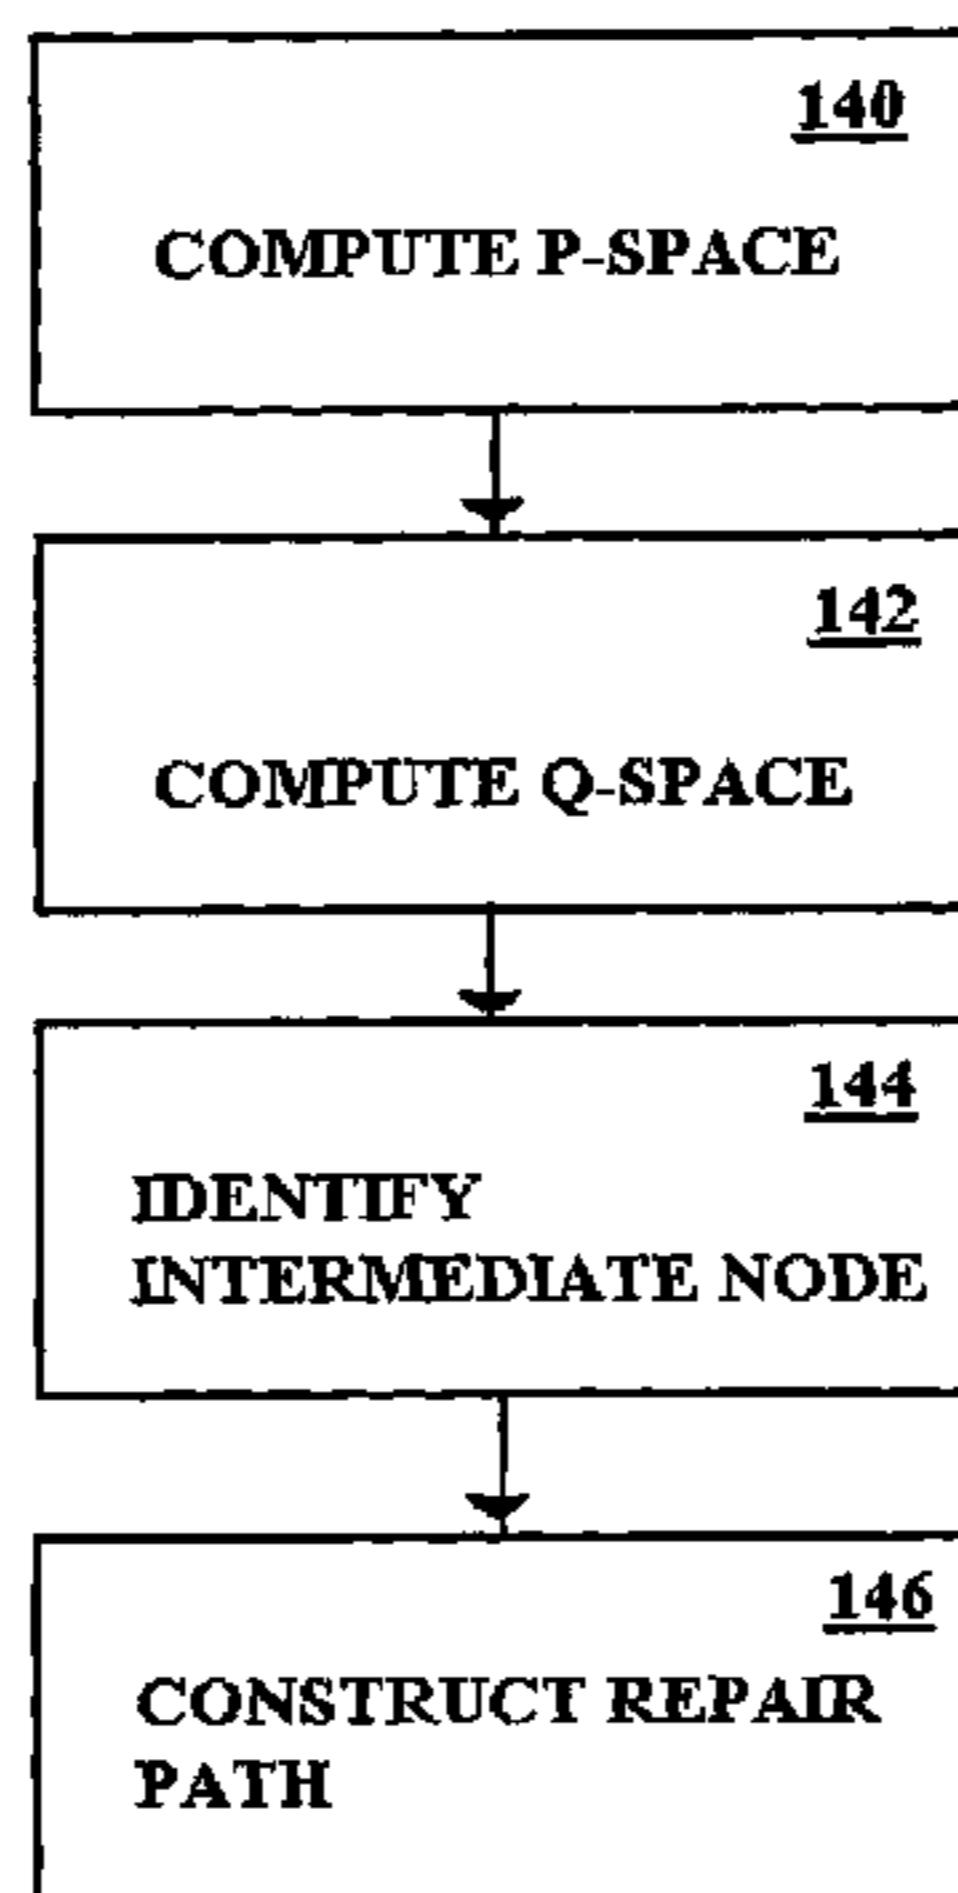 140
COMPUTE P-SPACE
142
COMPUTE Q-SPACE
144
IDENTIFY
INTERMEDIATE NODE
146
CONSTRUCT REPAIR
PATH